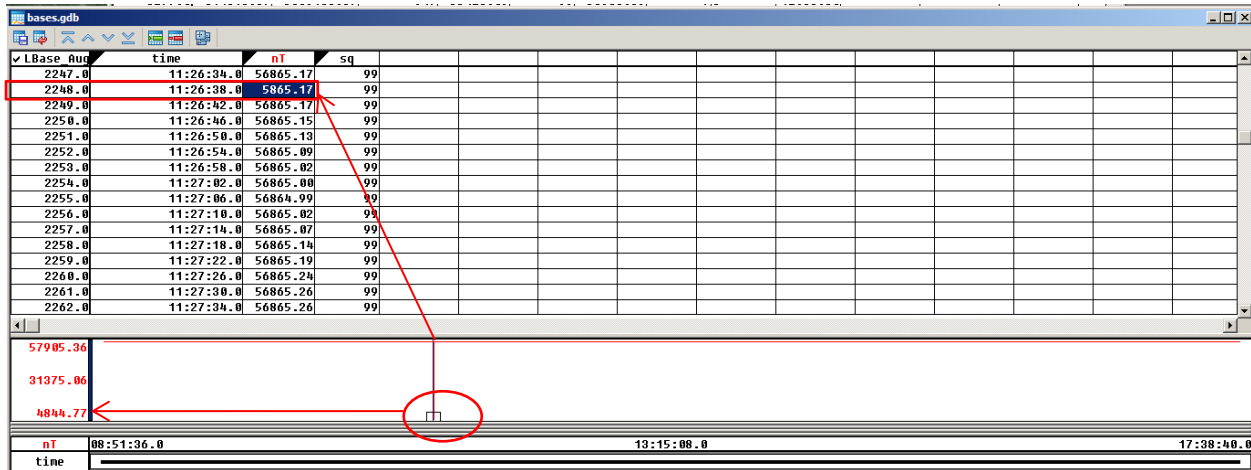 bases.gdb
LBase_Aug time nT sq
2247.0 11:26:34.0 56865.17 99
2248.0 11:26:38.0 5865.17 99
2249.0 11:26:42.0 56865.17 99
2250.0 11:26:46.0 56865.15 99
2251.0 11:26:50.0 56865.13 99
2252.0 11:26:54.0 56865.09 99
2253.0 11:26:58.0 56865.02 99
2254.0 11:27:02.0 56865.00 99
2255.0 11:27:06.0 56864.99 99
2256.0 11:27:10.0 56865.02 99
2257.0 11:27:14.0 56865.07 99
2258.0 11:27:18.0 56865.14 99
2259.0 11:27:22.0 56865.19 99
2260.0 11:27:26.0 56865.24 99
2261.0 11:27:30.0 56865.26 99
2262.0 11:27:34.0 56865.26 99
57905.36
31375.06
4844.77
nT 08:51:36.0 13:15:08.0 17:38:40.0
time